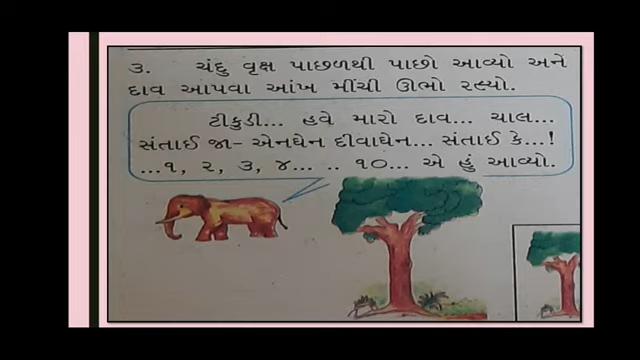 ૩. ચંદુ વૃક્ષ પાછળથી પાછો આવ્યો અને
દાવ આપવા આંખ મીંચી ઊભો રહ્યો.
ટીકુડી... હવે મારો દાવ... ચાલ...
સંતાઈ જા- એનઘેન દીવાઘેન... સંતાઈ કે...!
...૧, ૨, ૩, ૪... .. ૧૦... એ હું આવ્યો.